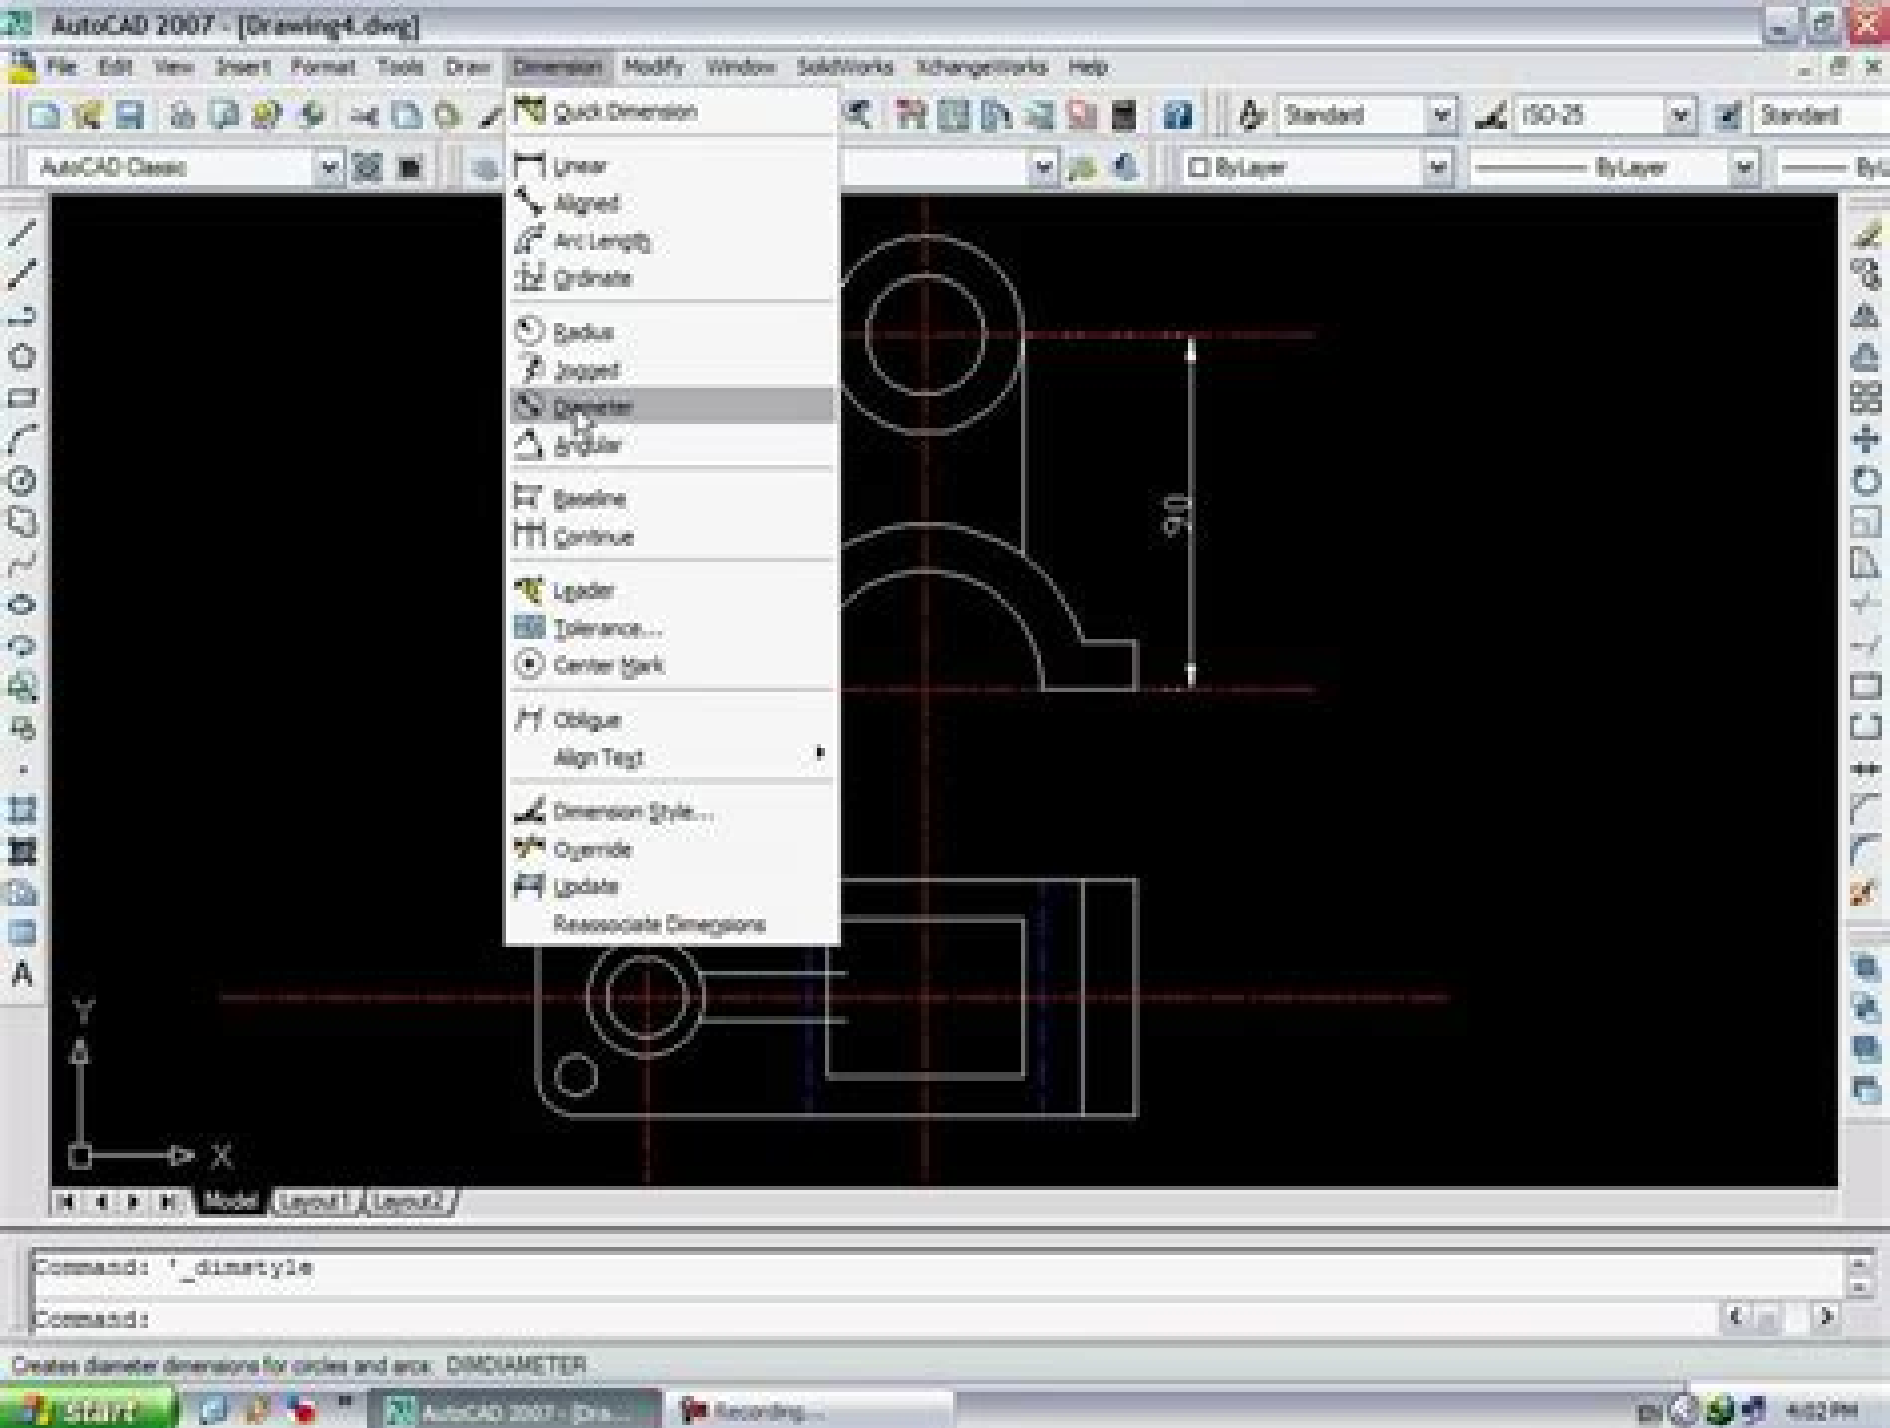 AutoCAD 2007 - [Drawing4.dwg]
File Edit View Insert Format Tools Draw Dimension Modify Window SolidWorks XchangeWorks Help
Standard ISO-25 Standard
AutoCAD Classic ByLayer ByLayer ByL
Quick Dimension
Linear
Aligned
Arc Length
Ordinate
Radius
Jogged
Diameter
Angular
Baseline
Continue
Leader
Tolerance...
Center Mark
Oblique
Align Text
Dimension Style...
Override
Update
Reassociate Dimensions
90
A
Y
X
Model Layout1 Layout2
Command: '_dimstyle
Command:
Creates diameter dimensions for circles and arcs: DIMDIAMETER
start AutoCAD 2007 - [Dra... Recording... EN 4:02 PM